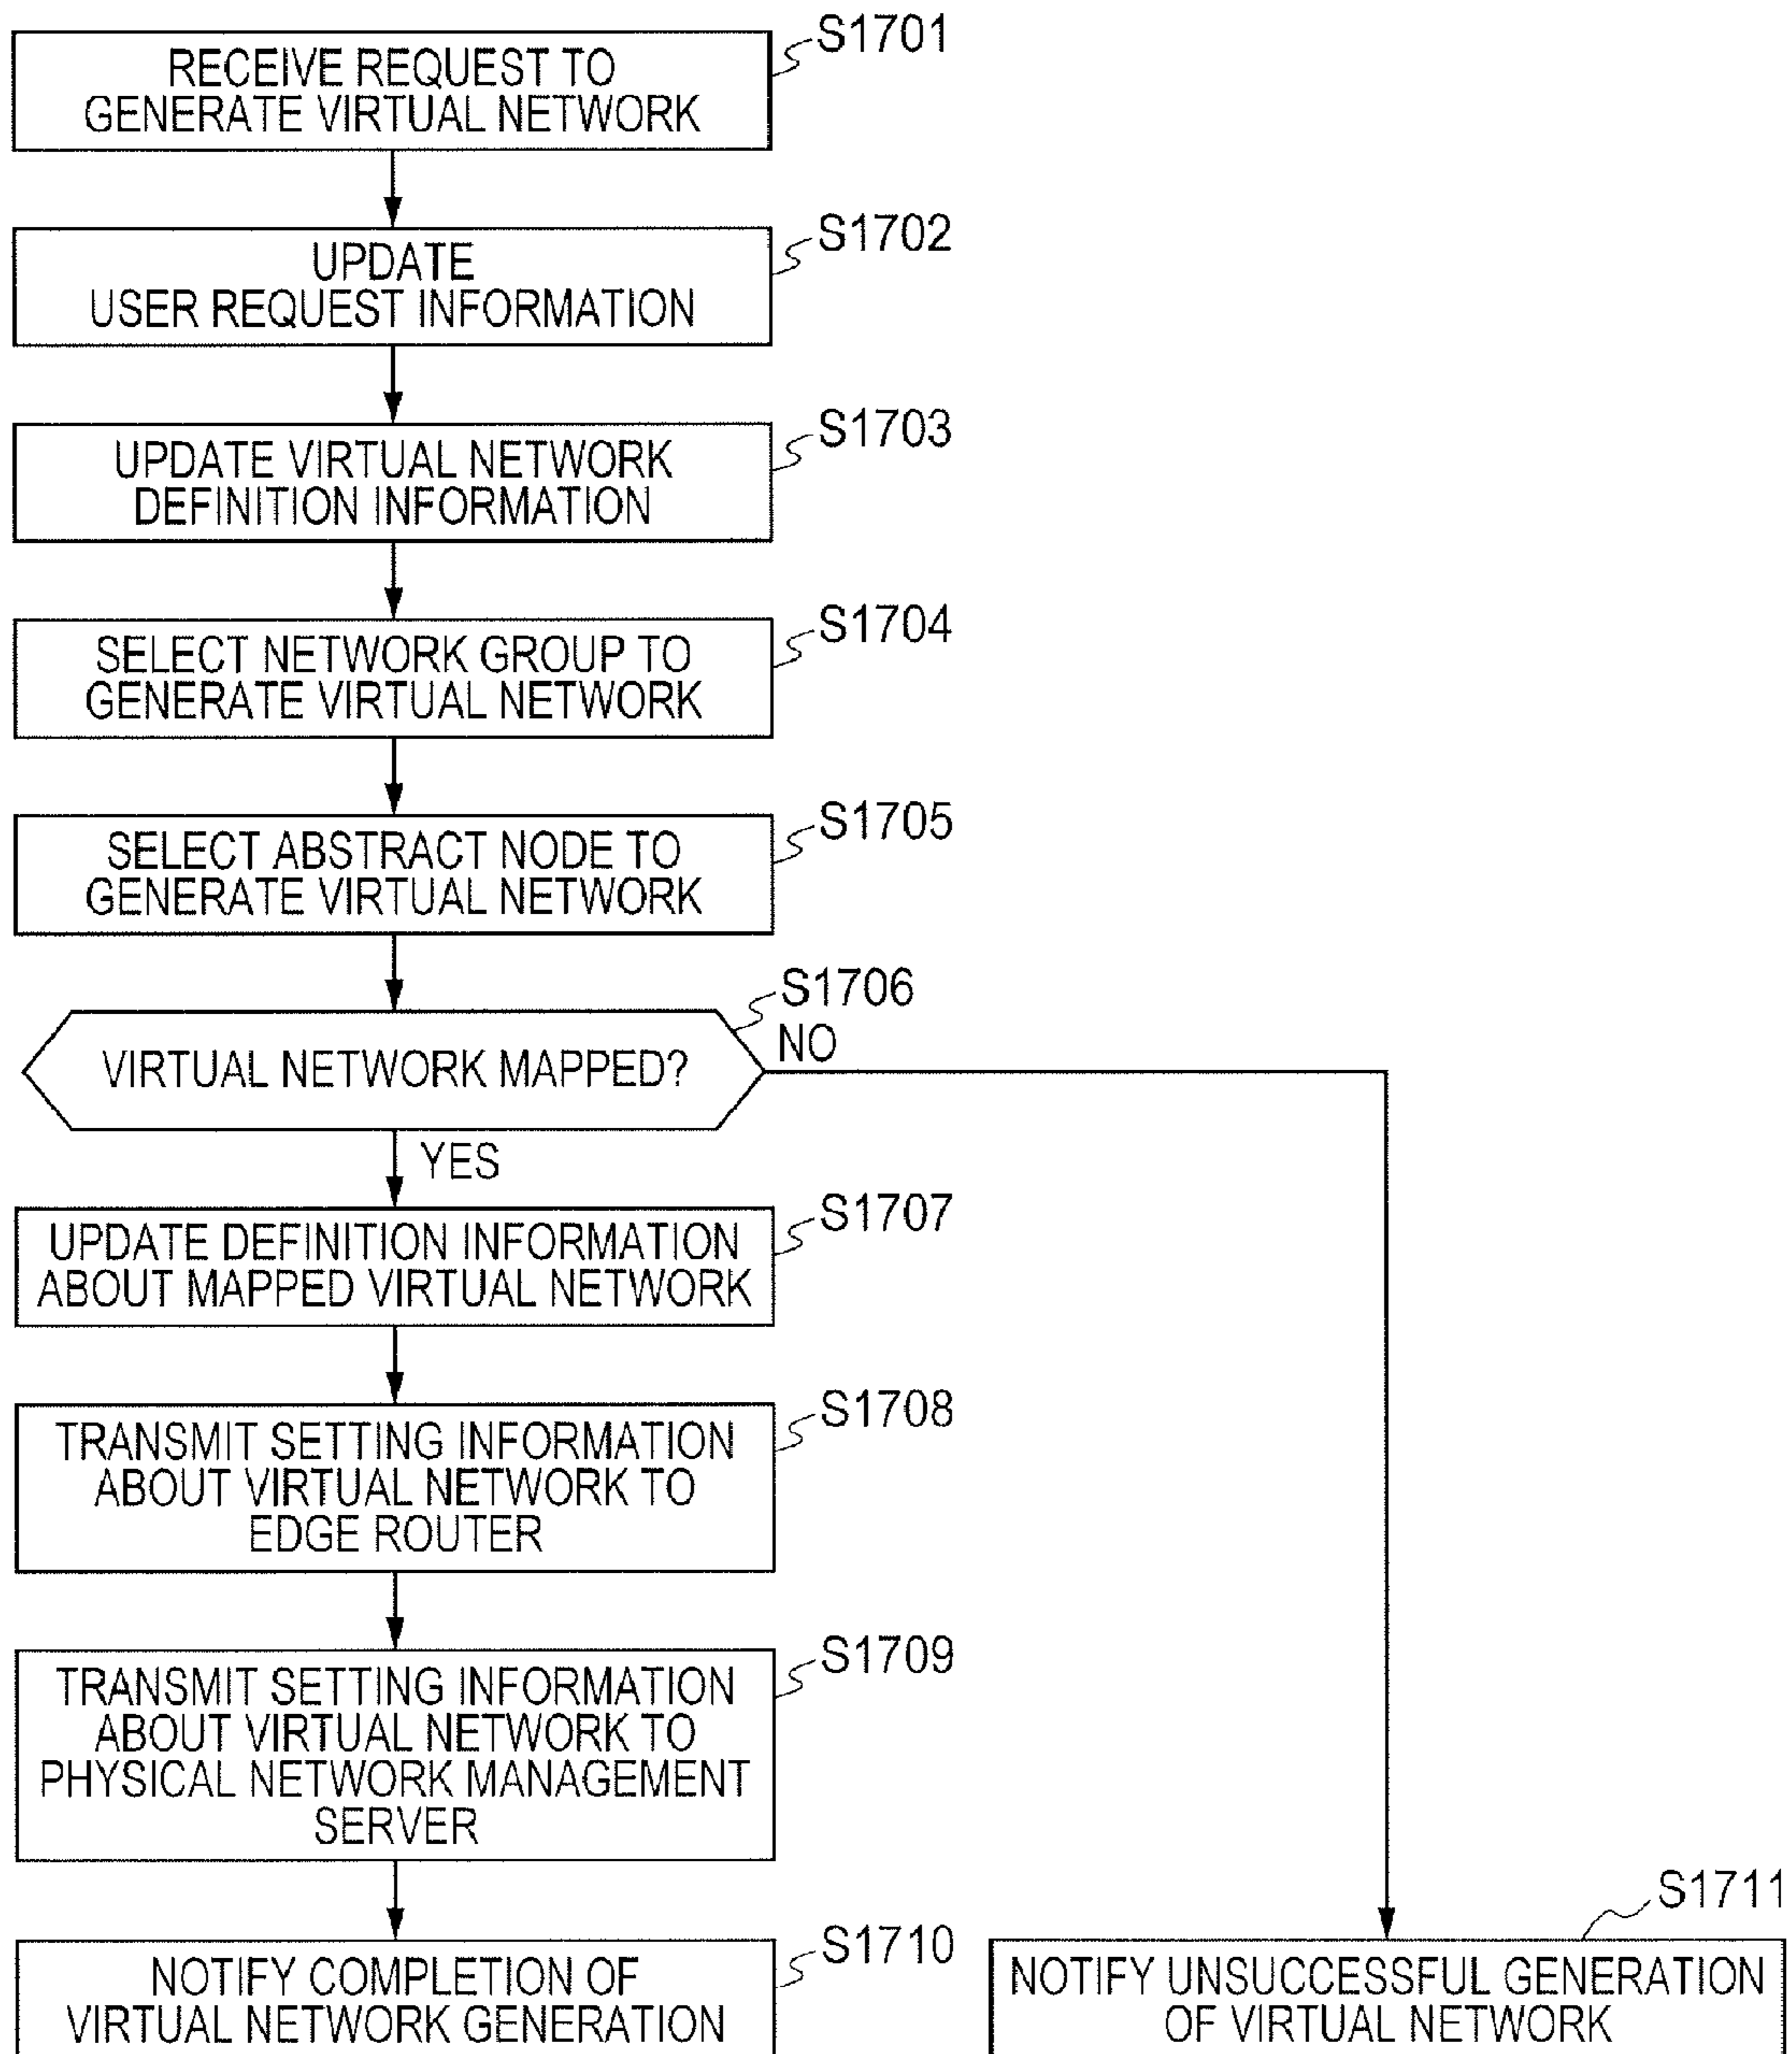 S1701
RECEIVE REQUEST TO
GENERATE VIRTUAL NETWORK
S1702
UPDATE
USER REQUEST INFORMATION
S1703
UPDATE VIRTUAL NETWORK
DEFINITION INFORMATION
S1704
SELECT NETWORK GROUP TO
GENERATE VIRTUAL NETWORK
S1705
SELECT ABSTRACT NODE TO
GENERATE VIRTUAL NETWORK
S1706
NO
VIRTUAL NETWORK MAPPED?
YES
S1707
UPDATE DEFINITION INFORMATION
ABOUT MAPPED VIRTUAL NETWORK
S1708
TRANSMIT SETTING INFORMATION
ABOUT VIRTUAL NETWORK TO
EDGE ROUTER
S1709
TRANSMIT SETTING INFORMATION
ABOUT VIRTUAL NETWORK TO
PHYSICAL NETWORK MANAGEMENT
SERVER
S1710
NOTIFY COMPLETION OF
VIRTUAL NETWORK GENERATION
S1711
NOTIFY UNSUCCESSFUL GENERATION
OF VIRTUAL NETWORK